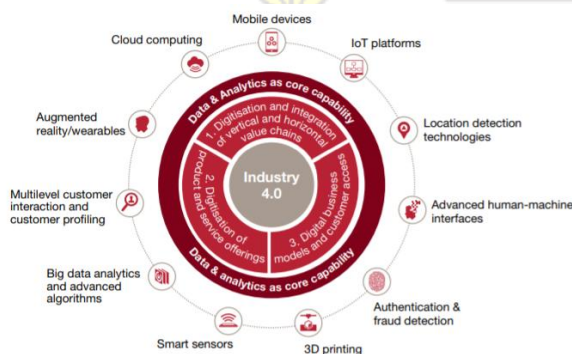 Mobile devices
Cloud computing
IoT platforms
Augmented
reality/wearables
Location detection
technologies
Multilevel customer
interaction and
customer profiling
Advanced human-machine
interfaces
Big data analytics
and advanced
algorithms
Authentication &
fraud detection
Smart sensors
3D printing
Data & Analytics as core capability
1. Digitisation and integration
of vertical and horizontal
value chains
2. Digitisation of
product and service offerings
3. Digital business
models and customer access
Industry
4.0
Data & analytics as core capability